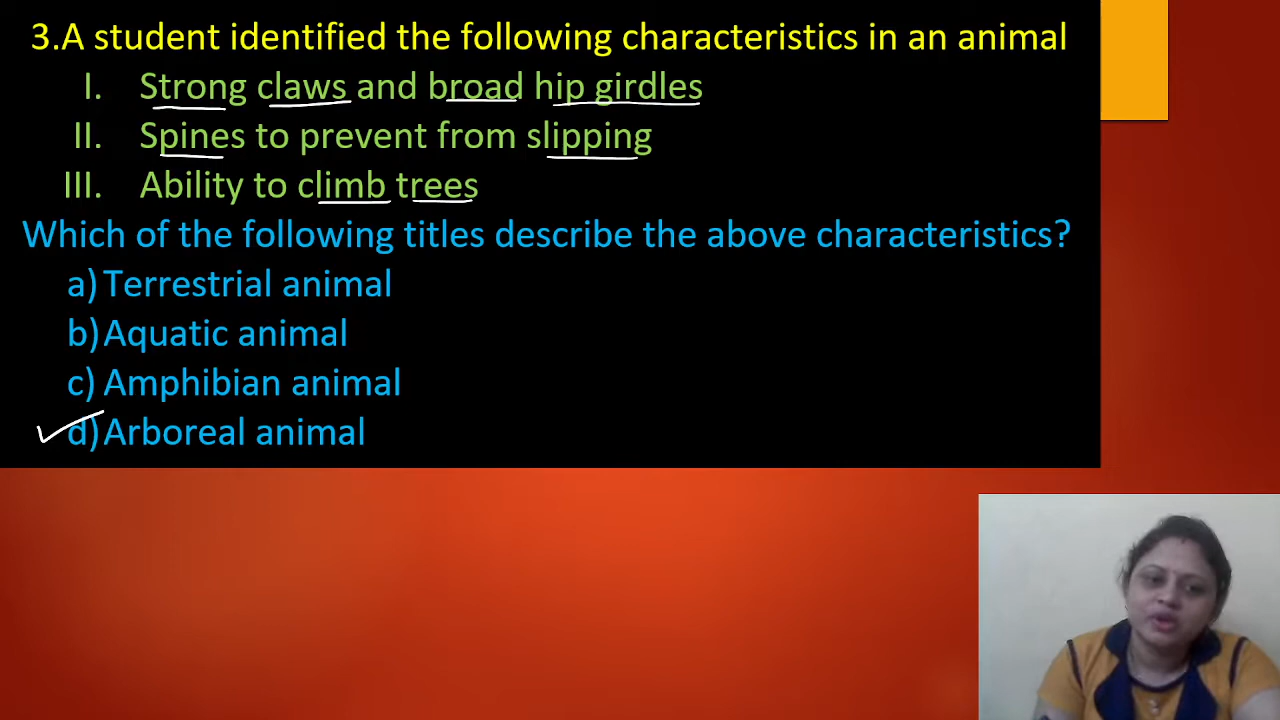 3.A student identified the following characteristics in an animal
I. Strong claws and broad hip girdles
II. Spines to prevent from slipping
III. Ability to climb trees
Which of the following titles describe the above characteristics?
a) Terrestrial animal
b) Aquatic animal
c) Amphibian animal
d) Arboreal animal